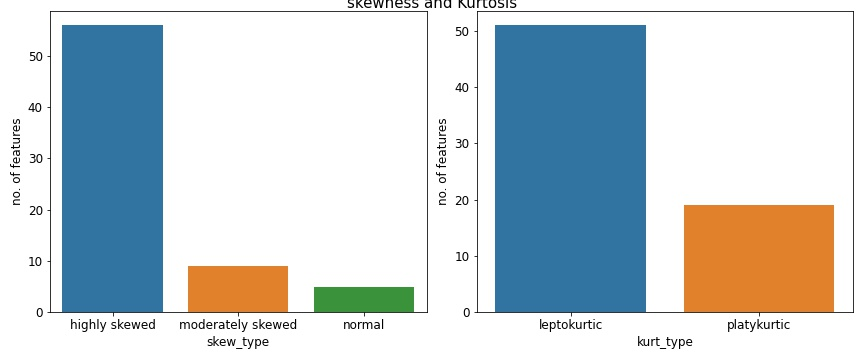 skewness and Kurtosis
50
40
30
20
10
0
no. of features
highly skewed
moderately skewed
normal
skew_type
50
40
30
20
10
0
no. of features
leptokurtic
platykurtic
kurt_type